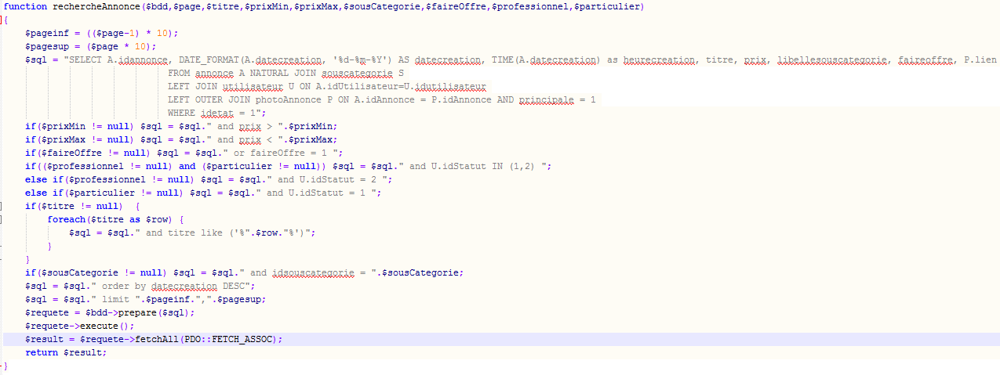 function rechercheAnnonce($bdd,$page,$titre,$prixMin,$prixMax,$sousCategorie,$faireOffre,$professionnel,$particulier)
{
$pageinf = (($page-1) * 10);
$pagesup = ($page * 10);
$sql = "SELECT A.idannonce, DATE_FORMAT(A.datecreation, '%d-%m-%Y') AS datecreation, TIME(A.datecreation) as heurecreation, titre, prix, libellesouscategorie, faireoffre, P.lien
FROM annonce A NATURAL JOIN souscategorie S
LEFT JOIN utilisateur U ON A.idUtilisateur=U.idutilisateur
LEFT OUTER JOIN photoAnnonce P ON A.idAnnonce = P.idAnnonce AND principale = 1
WHERE idetat = 1";
if($prixMin != null) $sql = $sql." and prix > ".$prixMin;
if($prixMax != null) $sql = $sql." and prix < ".$prixMax;
if($faireOffre != null) $sql = $sql." or faireOffre = 1 ";
if(($professionnel != null) and ($particulier != null)) $sql = $sql." and U.idStatut IN (1,2) ";
else if($professionnel != null) $sql = $sql." and U.idStatut = 2 ";
else if($particulier != null) $sql = $sql." and U.idStatut = 1 ";
if($titre != null)  {
foreach($titre as $row) {
$sql = $sql." and titre like ('%".$row."%')";
}
}
if($sousCategorie != null) $sql = $sql." and idsouscategorie = ".$sousCategorie;
$sql = $sql." order by datecreation DESC";
$sql = $sql." limit ".$pageinf.",".$pagesup;
$requete = $bdd->prepare($sql);
$requete->execute();
$result = $requete->fetchAll(PDO::FETCH_ASSOC);
return $result;
}